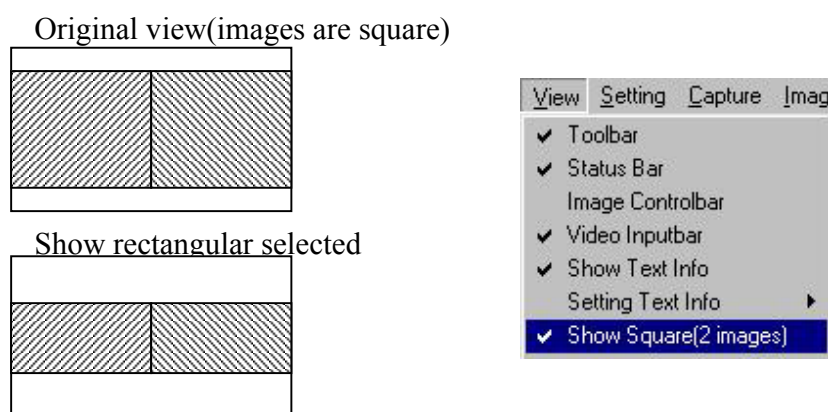 Original view(images are square)
Show rectangular selected
View Setting Capture Imag
Toolbar
Status Bar
Image Controlbar
Video Inputbar
Show Text Info
Setting Text Info
Show Square(2 images)